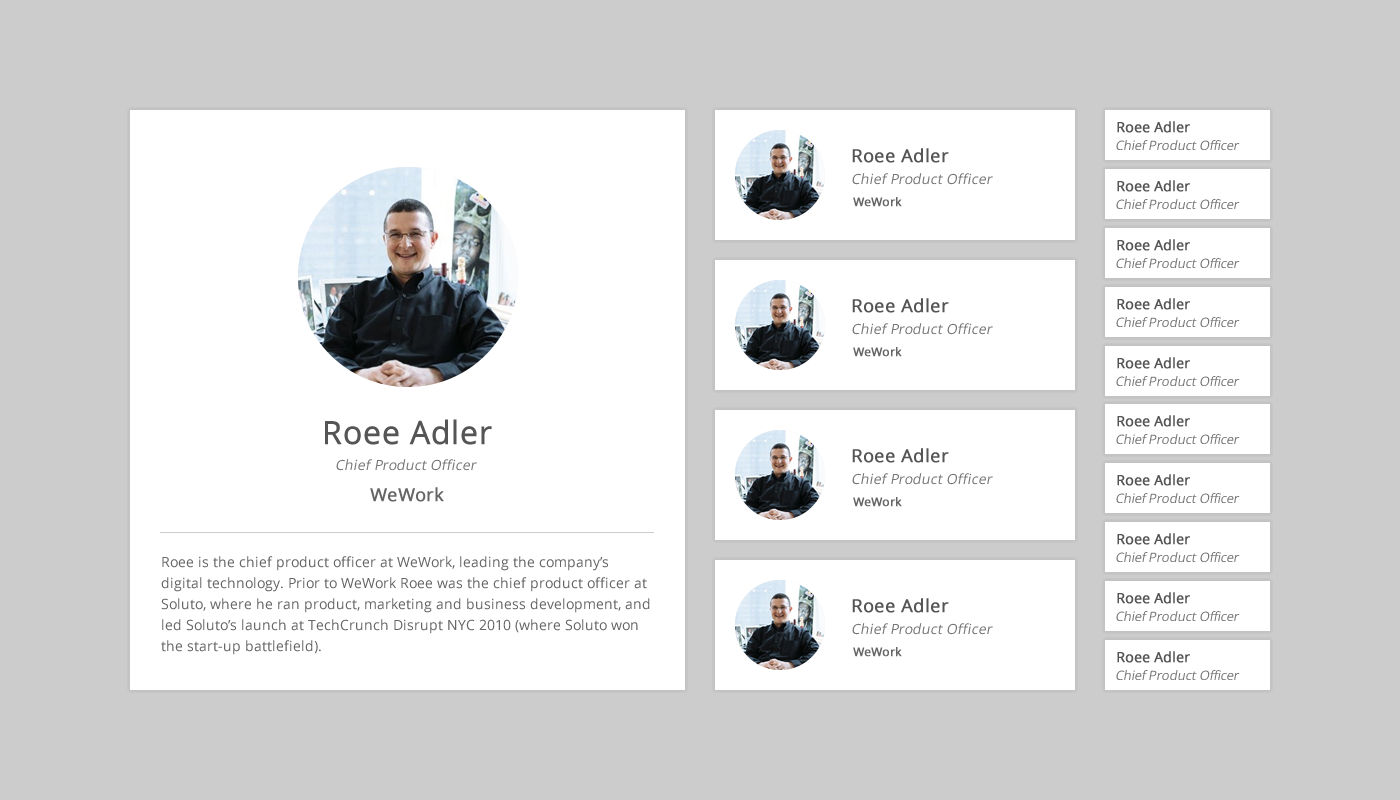 Roee Adler
Chief Product Officer
WeWork
Roee is the chief product officer at WeWork, leading the company’s
digital technology. Prior to WeWork Roee was the chief product officer at
Soluto, where he ran product, marketing and business development, and
led Soluto’s launch at TechCrunch Disrupt NYC 2010 (where Soluto won
the start-up battlefield).
Roee Adler
Chief Product Officer
WeWork
Roee Adler
Chief Product Officer
WeWork
Roee Adler
Chief Product Officer
WeWork
Roee Adler
Chief Product Officer
WeWork
Roee Adler
Chief Product Officer
Roee Adler
Chief Product Officer
Roee Adler
Chief Product Officer
Roee Adler
Chief Product Officer
Roee Adler
Chief Product Officer
Roee Adler
Chief Product Officer
Roee Adler
Chief Product Officer
Roee Adler
Chief Product Officer
Roee Adler
Chief Product Officer
Roee Adler
Chief Product Officer